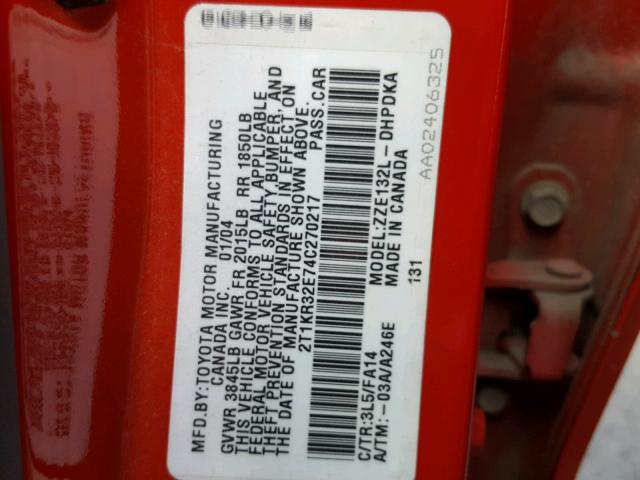 MFD.BY:TOYOTA MOTOR MANUFACTURING
CANADA INC. 01/04
GVWR 3845LB GAWR FR 2015LB RR 1850LB
THIS VEHICLE CONFORMS TO ALL APPLICABLE
FEDERAL MOTOR VEHICLE SAFETY,BUMPER, AND
THEFT PREVENTION STANDARDS IN EFFECT ON
THE DATE OF MANUFACTURE SHOWN ABOVE.
2T1KR32E74C270217 PASS.CAR
C/TR:3L5/FA14 MODEL:ZZE132L-DHPDKA
A/TM:-03A/A246E MADE IN CANADA
131
AA02406325